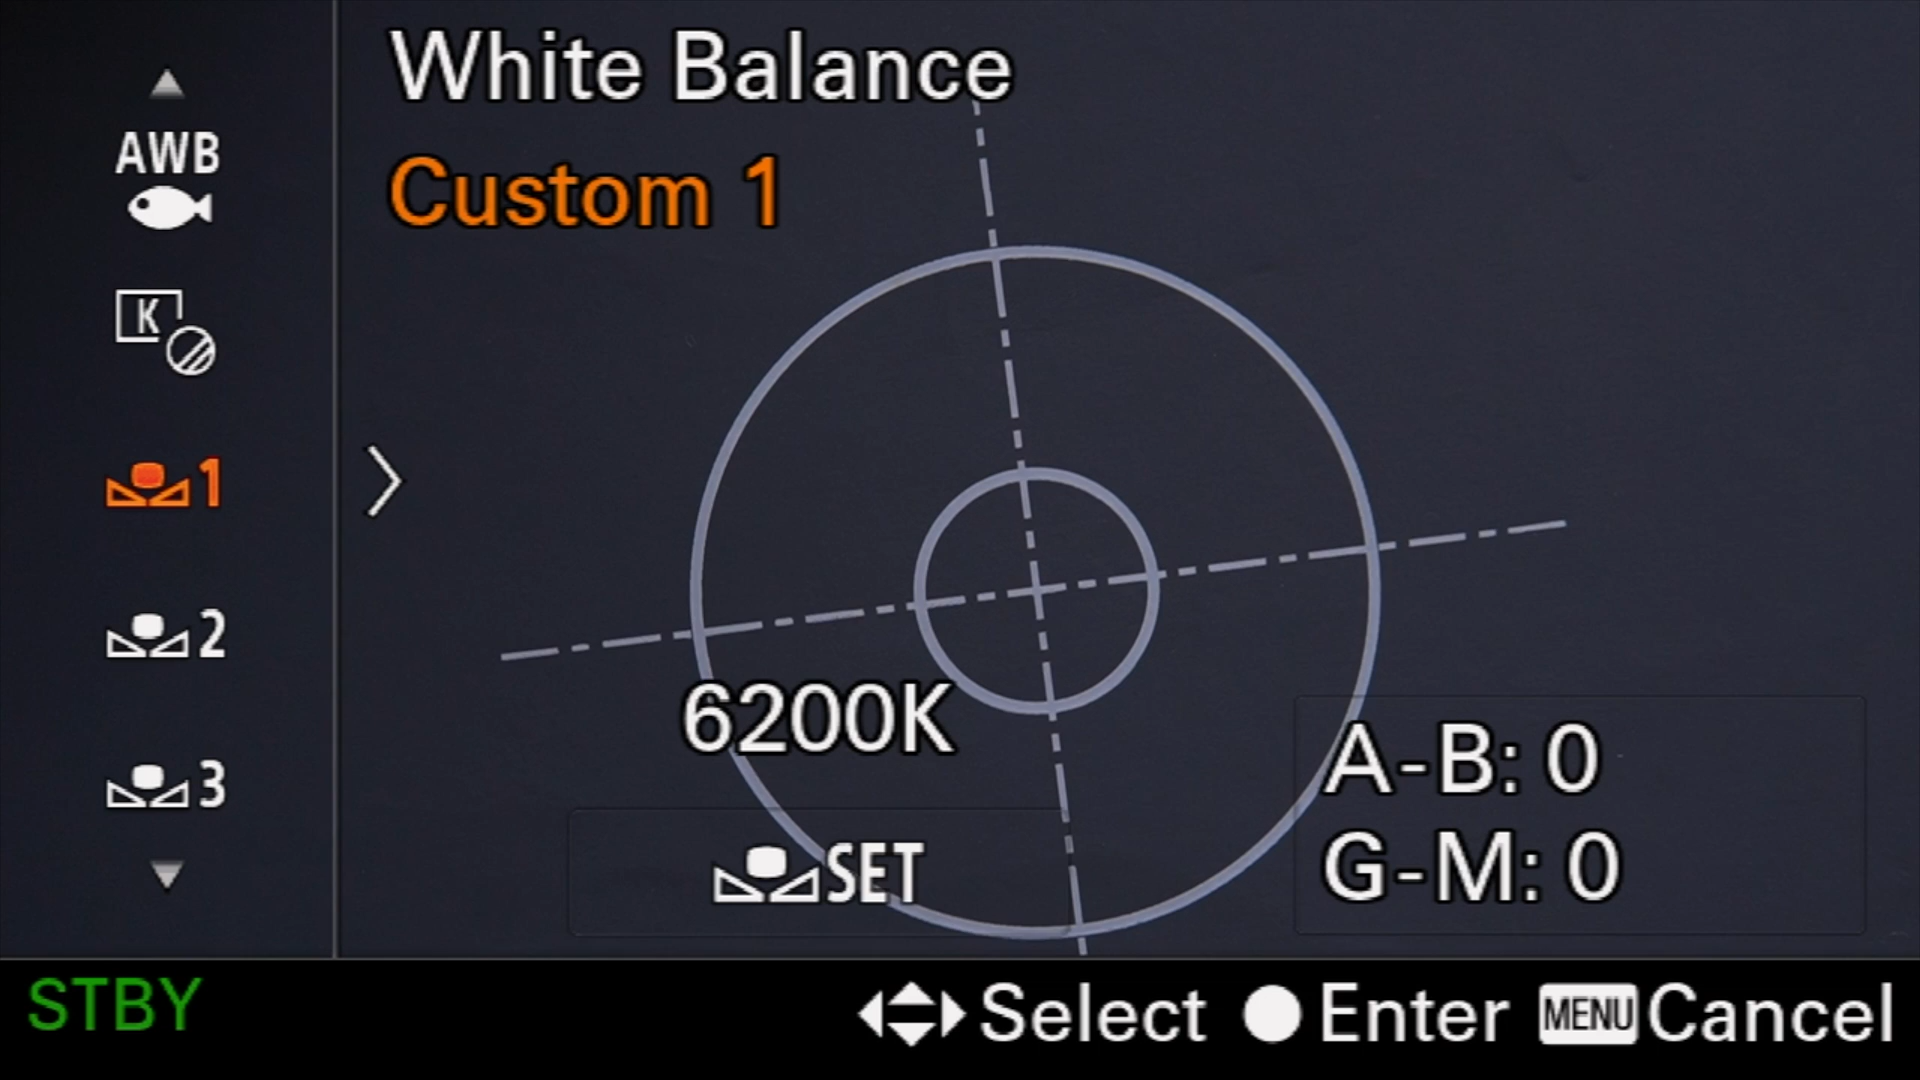 White Balance
Custom 1
AWB
K
1
2
3
6200K
SET
A-B: 0
G-M: 0
STBY
Select Enter MENU Cancel